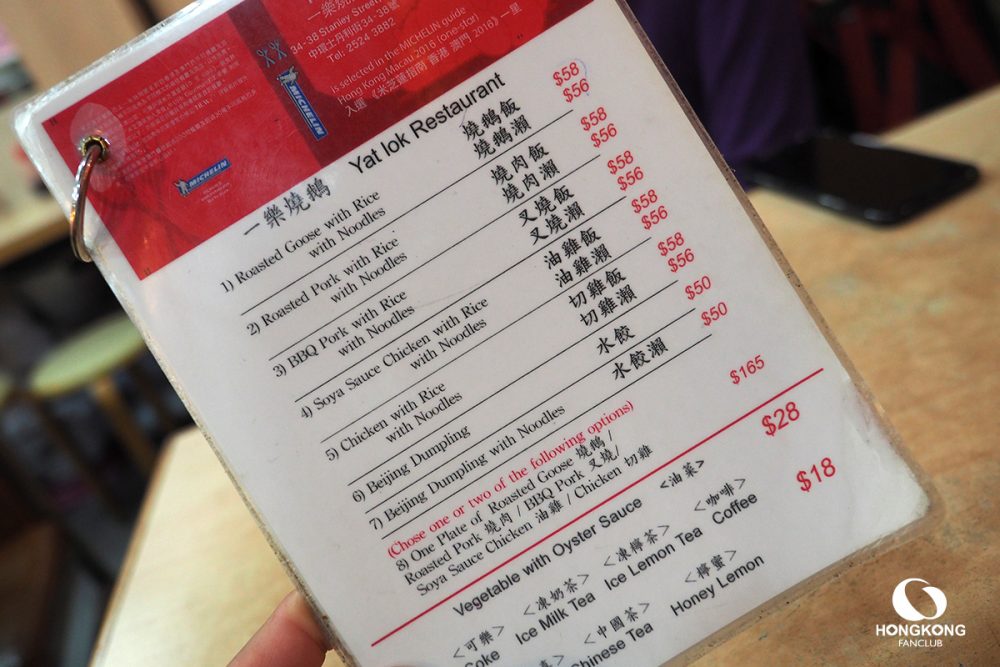 34-38 Stanley Street
中環士丹利街34-38號
Tel: 2524 3882
is selected in the MICHELIN guide
Hong Kong Macau 2016 (one-star)
入選 《米芝蓮指南 香港 澳門 2016》一星
MICHELIN
MICHELIN
一樂燒鵝 Yat lok Restaurant
1) Roasted Goose with Rice 燒鵝飯 $58
with Noodles 燒鵝瀨 $56
2) Roasted Pork with Rice 燒肉飯 $58
with Noodles 燒肉瀨 $56
3) BBQ Pork with Rice 叉燒飯 $58
with Noodles 叉燒瀨 $56
4) Soya Sauce Chicken with Rice 油雞飯 $58
with Noodles 油雞瀨 $56
5) Chicken with Rice 切雞飯 $58
with Noodles 切雞瀨 $56
6) Beijing Dumpling 水餃 $50
7) Beijing Dumpling with Noodles 水餃瀨 $50
(Chose one or two of the following options)
8) One Plate of Roasted Goose 燒鵝 / $165
Roasted Pork 燒肉 / BBQ Pork 叉燒 /
Soya Sauce Chicken 油雞 / Chicken 切雞
Vegetable with Oyster Sauce <油菜> $28
<可樂> <凍奶茶> <凍檸茶> <咖啡> $18
Coke Ice Milk Tea Ice Lemon Tea Coffee
<中國茶> <檸蜜>
Chinese Tea Honey Lemon
HONGKONG
FANCLUB